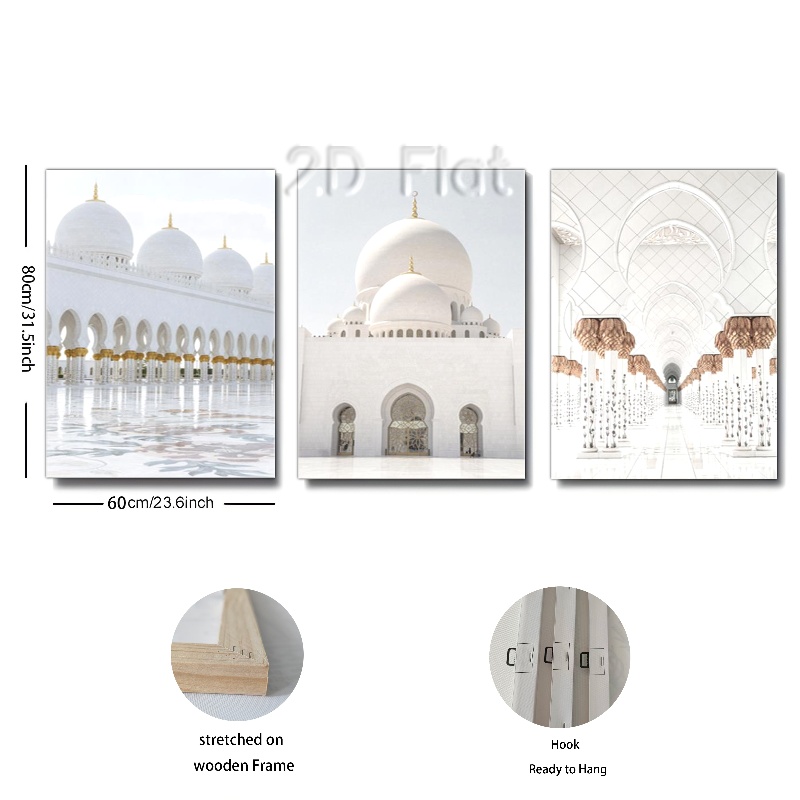 2D Flat
80cm/31.5inch
60cm/23.6inch
stretched on
wooden Frame
Hook
Ready to Hang